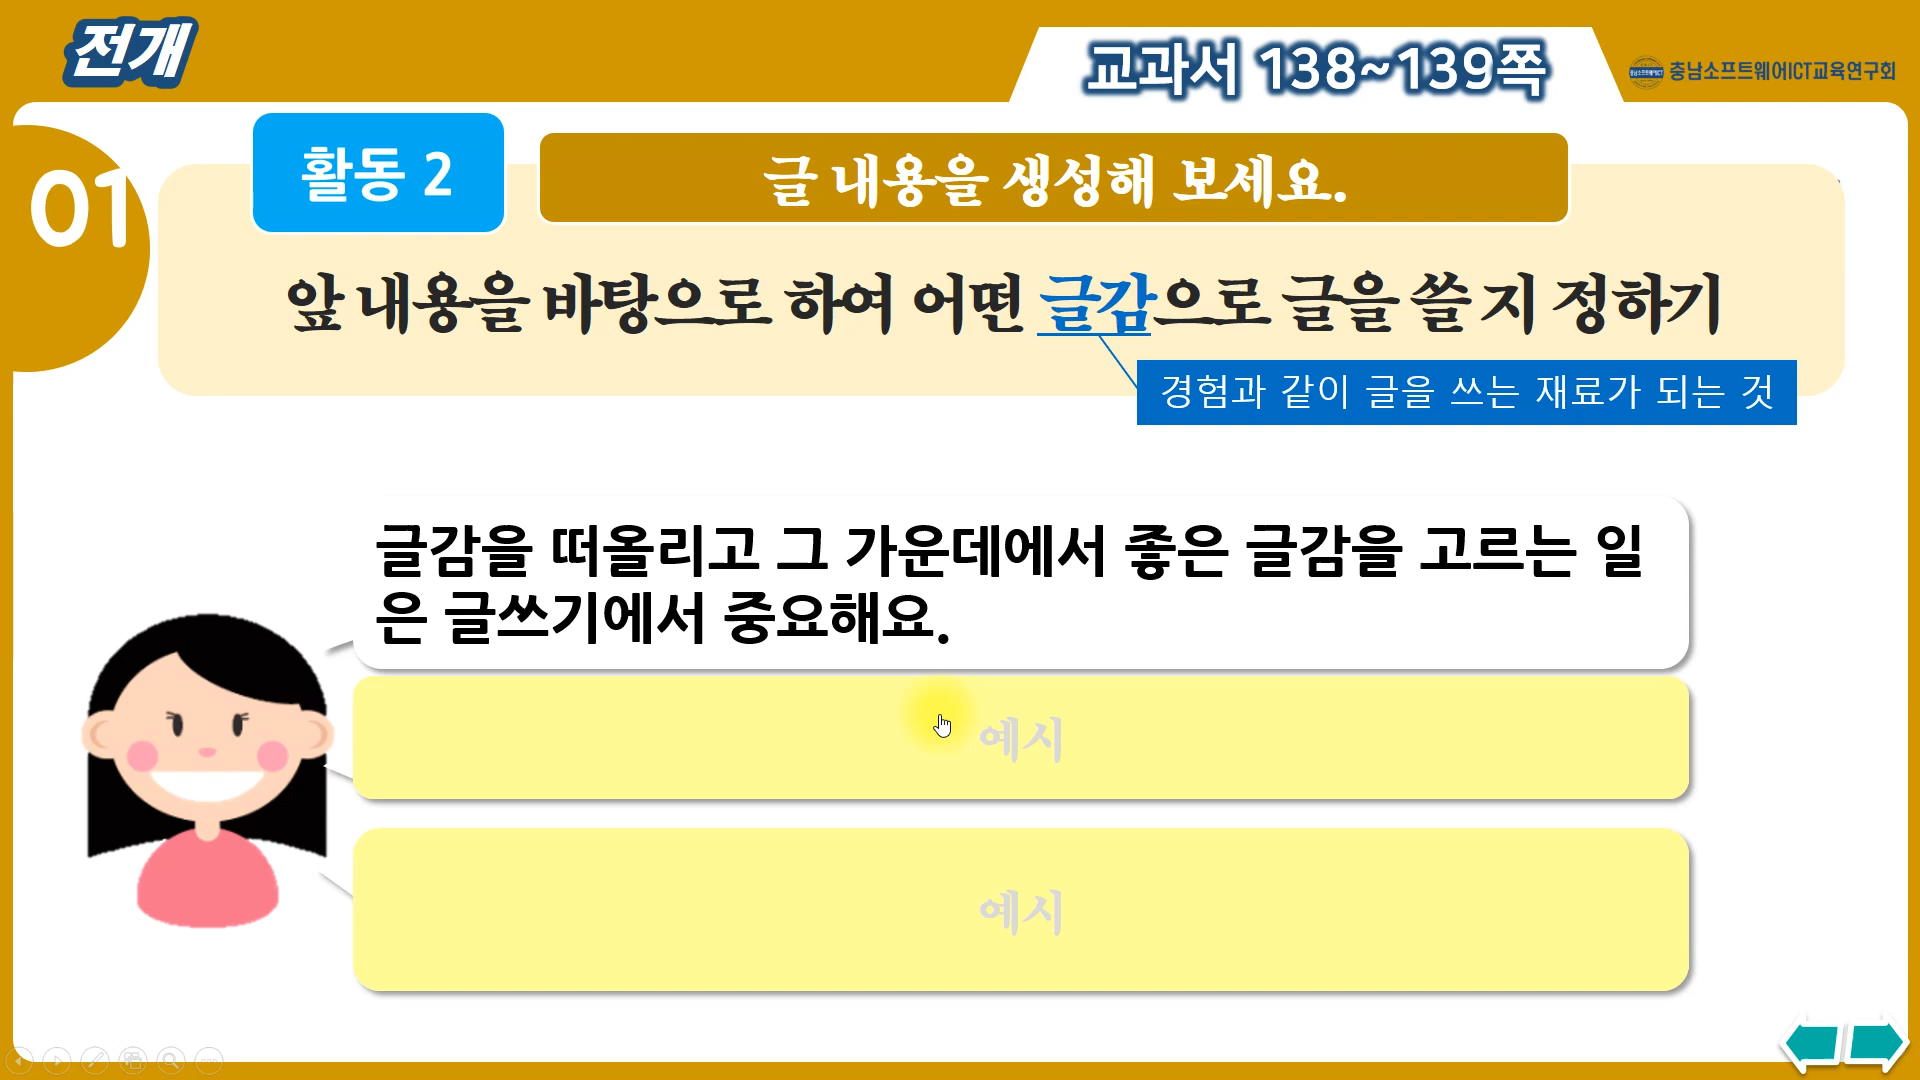 전개
교과서 138~139쪽
충남소프트웨어ICT교육연구회
01
활동 2
글 내용을 생성해 보세요.
앞 내용을 바탕으로 하여 어떤 글감으로 글을 쓸 지 정하기
경험과 같이 글을 쓰는 재료가 되는 것
글감을 떠올리고 그 가운데에서 좋은 글감을 고르는 일
은 글쓰기에서 중요해요.
예시
예시